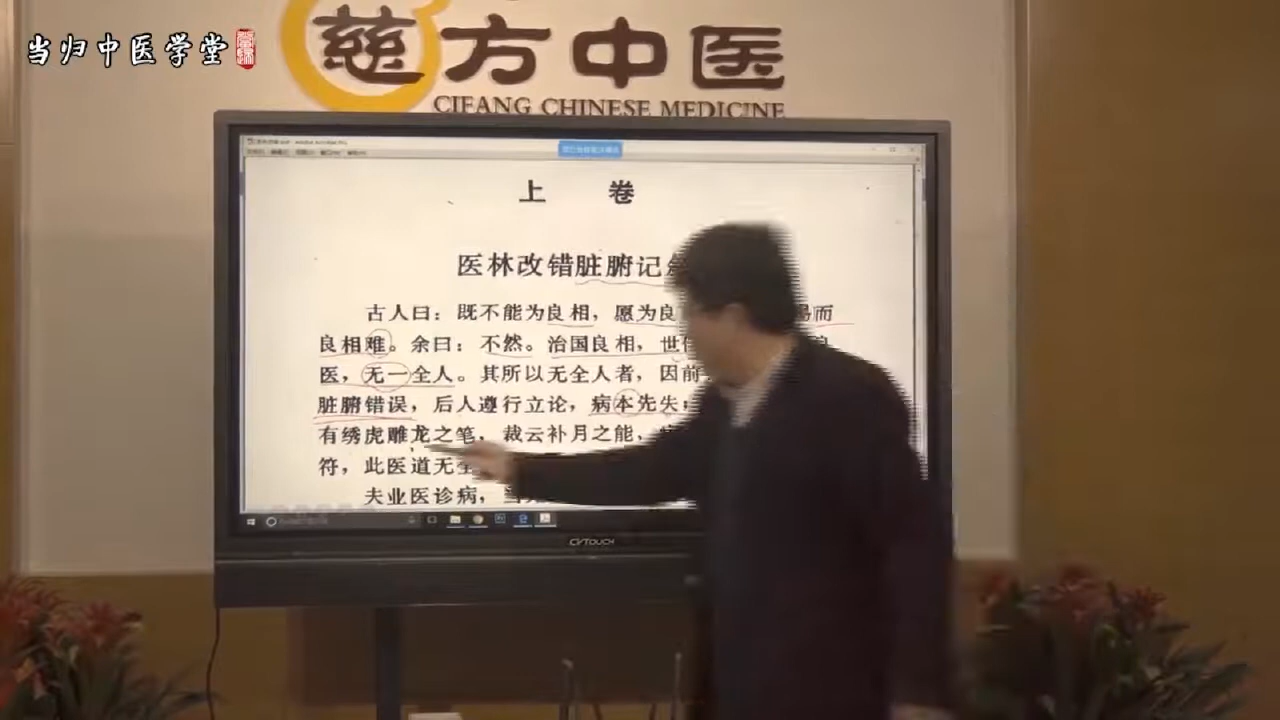 当归中医学堂
慈方中医
CIFANG CHINESE MEDICINE
上 卷
医林改错脏腑记
古人曰：既不能为良相，愿为良
易而
良相难。余曰：不然。治国良相，世
医，无一全人。其所以无全人者，因前
脏腑错误，后人遵行立论，病本先失；
有绣虎雕龙之笔，裁云补月之能，
符，此医道无
夫业医诊病，当
CVTOUCH